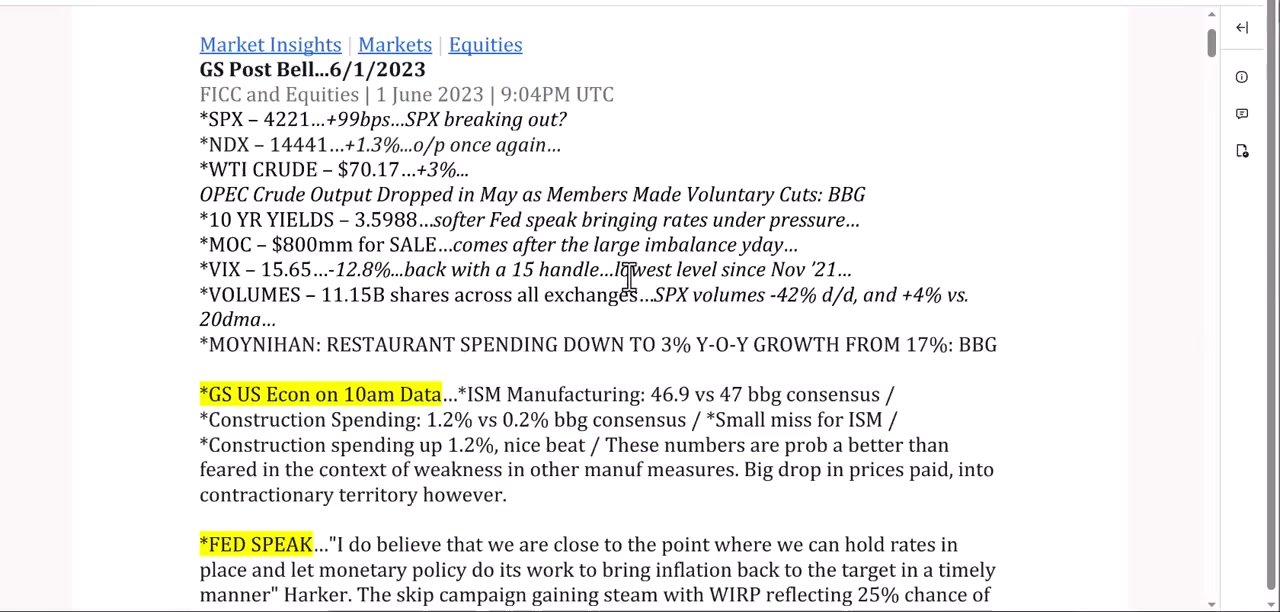 Market Insights | Markets | Equities
GS Post Bell...6/1/2023
FICC and Equities | 1 June 2023 | 9:04PM UTC
*SPX – 4221...+99bps...SPX breaking out?
*NDX – 14441...+1.3%...o/p once again...
*WTI CRUDE – $70.17...+3%...
OPEC Crude Output Dropped in May as Members Made Voluntary Cuts: BBG
*10 YR YIELDS – 3.5988...softer Fed speak bringing rates under pressure...
*MOC – $800mm for SALE...comes after the large imbalance yday...
*VIX – 15.65...-12.8%...back with a 15 handle...lowest level since Nov ’21...
*VOLUMES – 11.15B shares across all exchanges...SPX volumes -42% d/d, and +4% vs.
20dma...
*MOYNIHAN: RESTAURANT SPENDING DOWN TO 3% Y-O-Y GROWTH FROM 17%: BBG
*GS US Econ on 10am Data...*ISM Manufacturing: 46.9 vs 47 bbg consensus /
*Construction Spending: 1.2% vs 0.2% bbg consensus / *Small miss for ISM /
*Construction spending up 1.2%, nice beat / These numbers are prob a better than
feared in the context of weakness in other manuf measures. Big drop in prices paid, into
contractionary territory however.
*FED SPEAK..."I do believe that we are close to the point where we can hold rates in
place and let monetary policy do its work to bring inflation back to the target in a timely
manner" Harker. The skip campaign gaining steam with WIRP reflecting 25% chance of